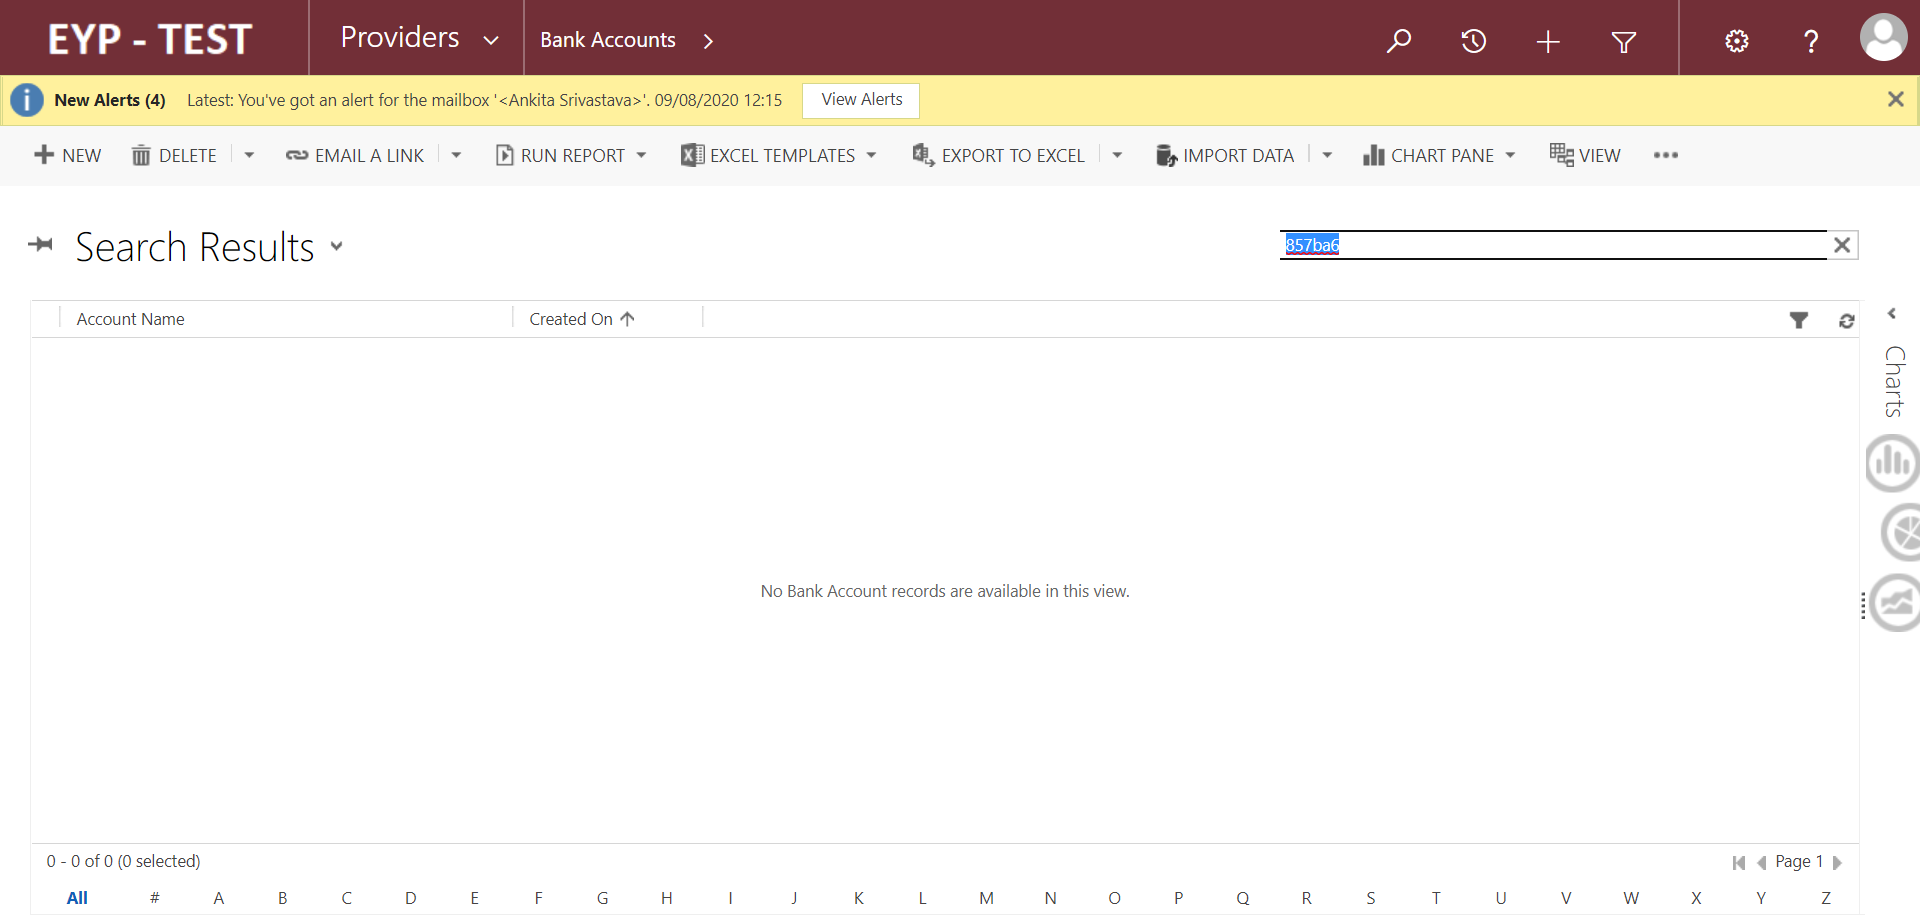 EYP - TEST Providers Bank Accounts
New Alerts (4) Latest: You've got an alert for the mailbox '<Ankita Srivastava>'. 09/08/2020 12:15 View Alerts
NEW DELETE EMAIL A LINK RUN REPORT EXCEL TEMPLATES EXPORT TO EXCEL IMPORT DATA CHART PANE VIEW
Search Results 857ba6
Account Name Created On
Charts
No Bank Account records are available in this view.
0 - 0 of 0 (0 selected) Page 1
All # A B C D E F G H I J K L M N O P Q R S T U V W X Y Z